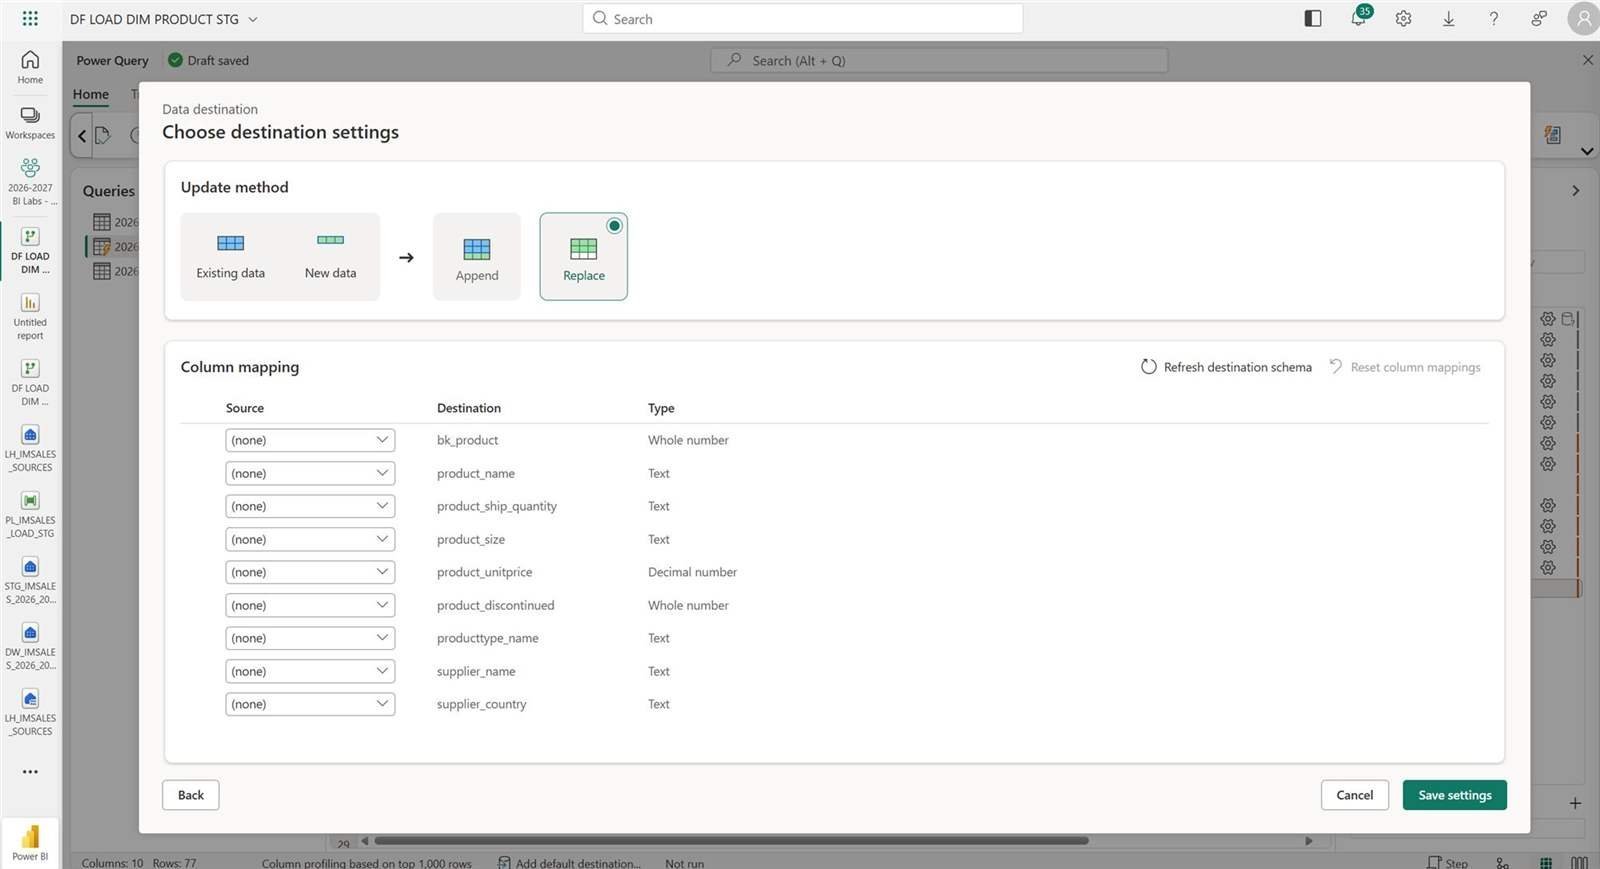 DF LOAD DIM PRODUCT STG
Search
35
Home
Workspaces
2026-2027
BI Labs - ...
DF LOAD
DIM ...
Untitled
report
DF LOAD
DIM ...
LH_IMSALES
_SOURCES
PL_IMSALES
_LOAD_STG
STG_IMSALE
S_2026_20...
DW_IMSALE
S_2026_20...
LH_IMSALES
_SOURCES
Power BI
Power Query
Draft saved
Search (Alt + Q)
Home
Queries
2026
2026
2026
Data destination
Choose destination settings
Update method
Existing data
New data
Append
Replace
Column mapping
Refresh destination schema
Reset column mappings
Source Destination Type
(none) bk_product Whole number
(none) product_name Text
(none) product_ship_quantity Text
(none) product_size Text
(none) product_unitprice Decimal number
(none) product_discontinued Whole number
(none) producttype_name Text
(none) supplier_name Text
(none) supplier_country Text
Back
Cancel
Save settings
29
Columns: 10 Rows: 77
Column profiling based on top 1,000 rows
Add default destination...
Not run
Step